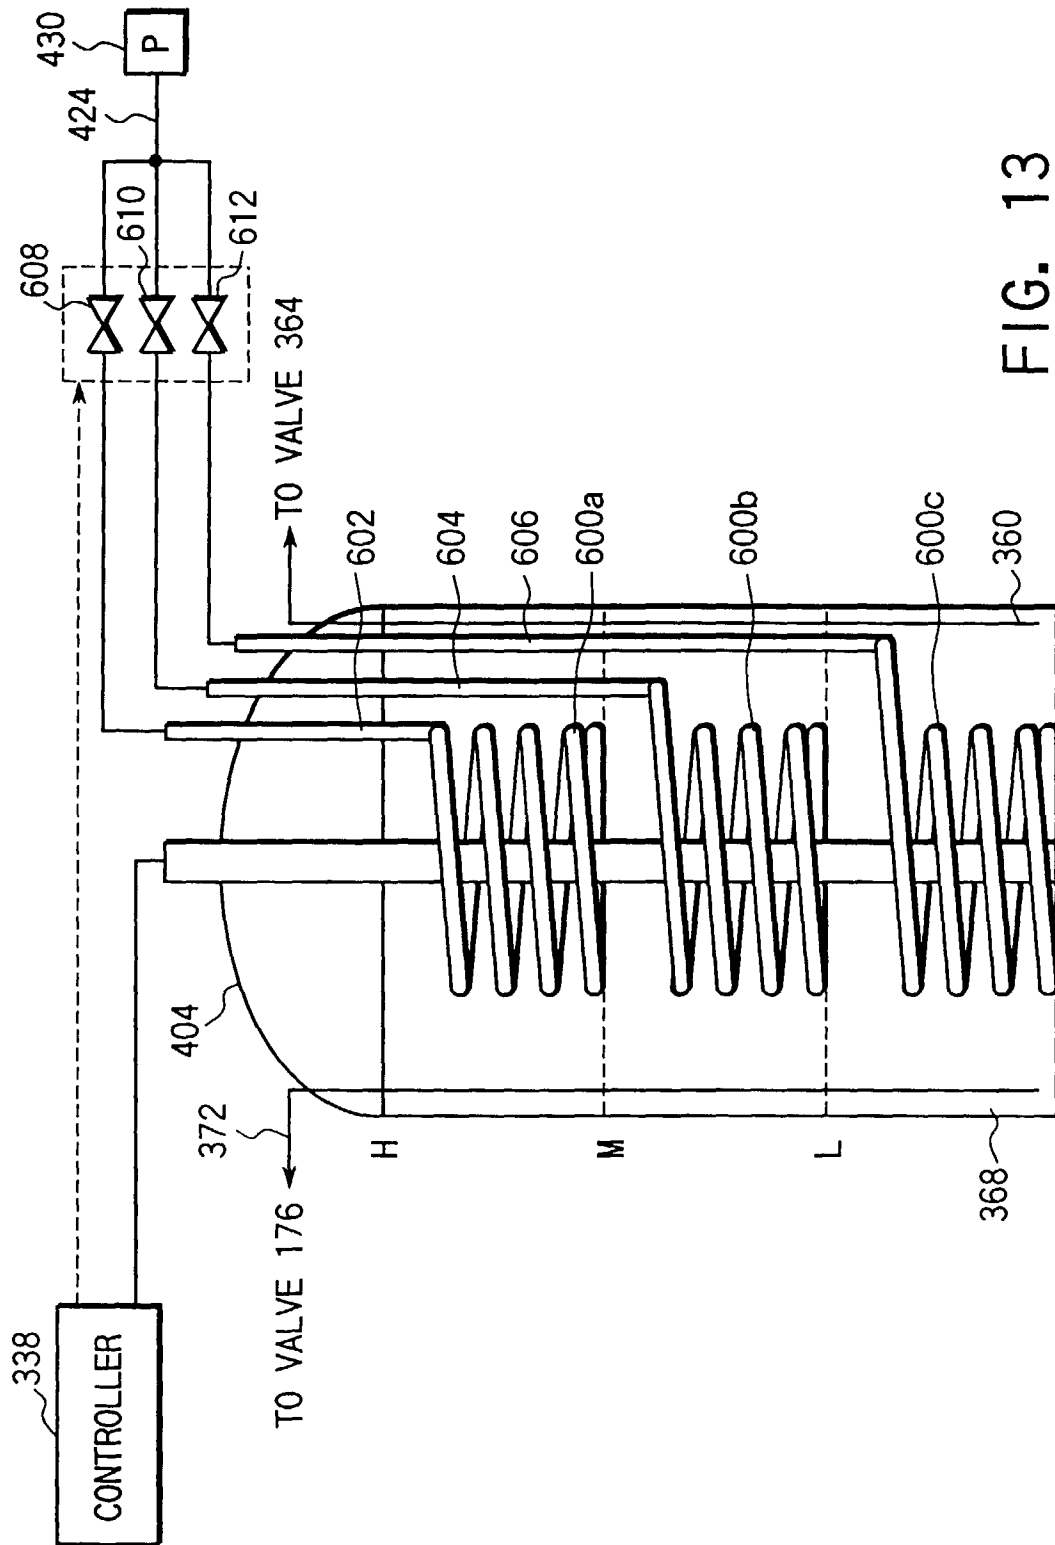 430
P
424
608
610
612
TO VALVE 364
602
604
606
600a
600b
600c
360
404
372
TO VALVE 176
H
M
L
368
338
CONTROLLER
FIG. 13